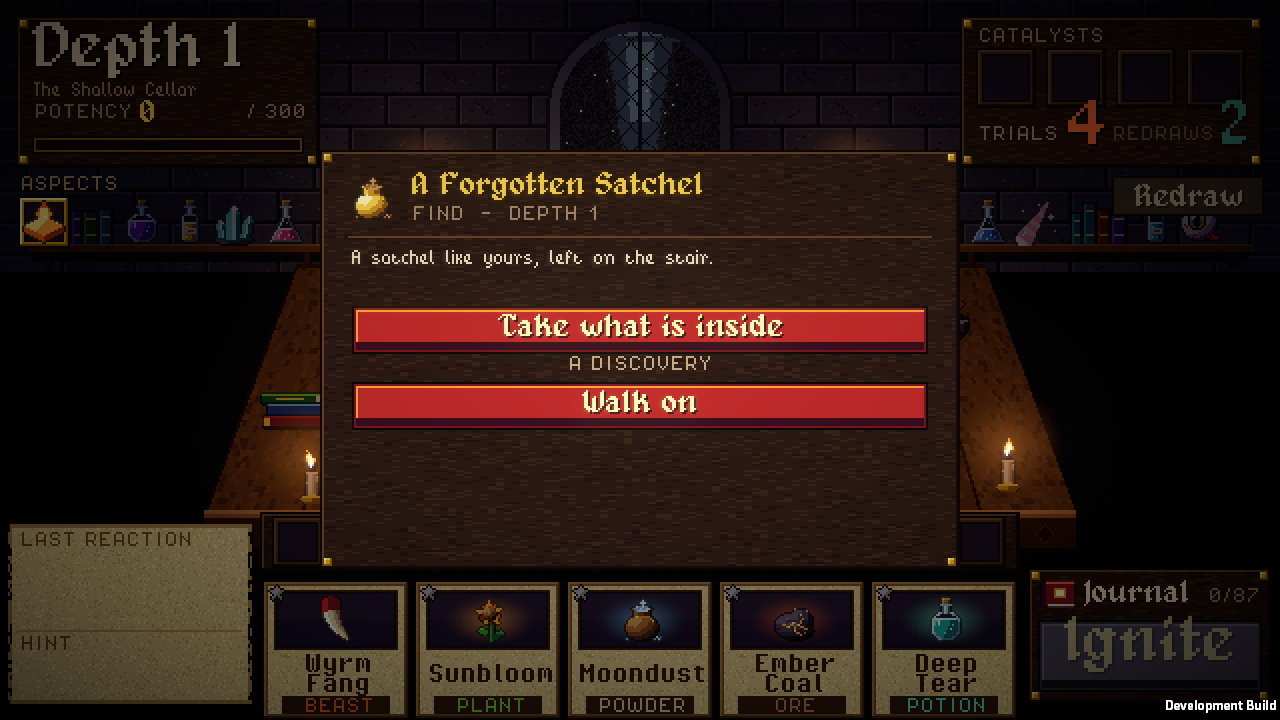 Depth 1
The Shallow Cellar
POTENCY 0 / 300
ASPECTS
CATALYSTS
TRIALS 4 REDRAWS 2
Redraw
A Forgotten Satchel
FIND - DEPTH 1
A satchel like yours, left on the stair.
Take what is inside
A DISCOVERY
Walk on
LAST REACTION
HINT
Wyrm
Fang
BEAST
Sunbloom
PLANT
Moondust
POWDER
Ember
Coal
ORE
Deep
Tear
POTION
Journal 0/87
Ignite
Development Build